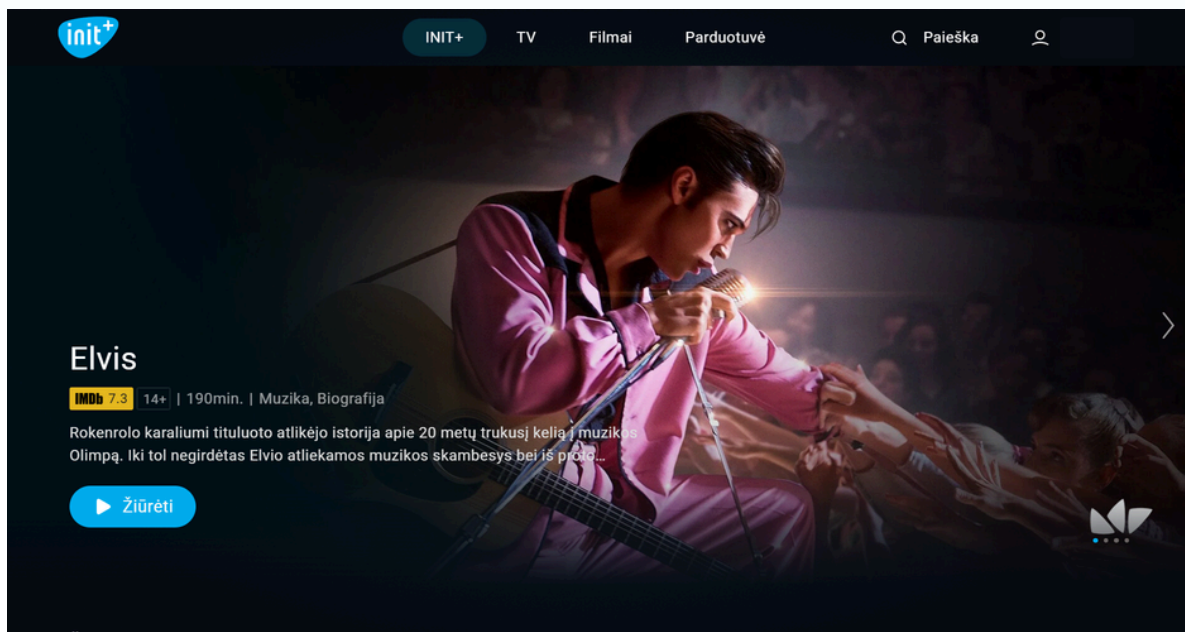 init+
INIT+ TV Filmai Parduotuvė Paieška
Elvis
IMDb 7.3 14+ | 190min. | Muzika, Biografija
Rokenrolo karaliumi tituluoto atlikėjo istorija apie 20 metų trukusį kelią į muzikos
Olimpą. Iki tol negirdėtas Elvio atliekamos muzikos skambesys bei iš proto...
Žiūrėti